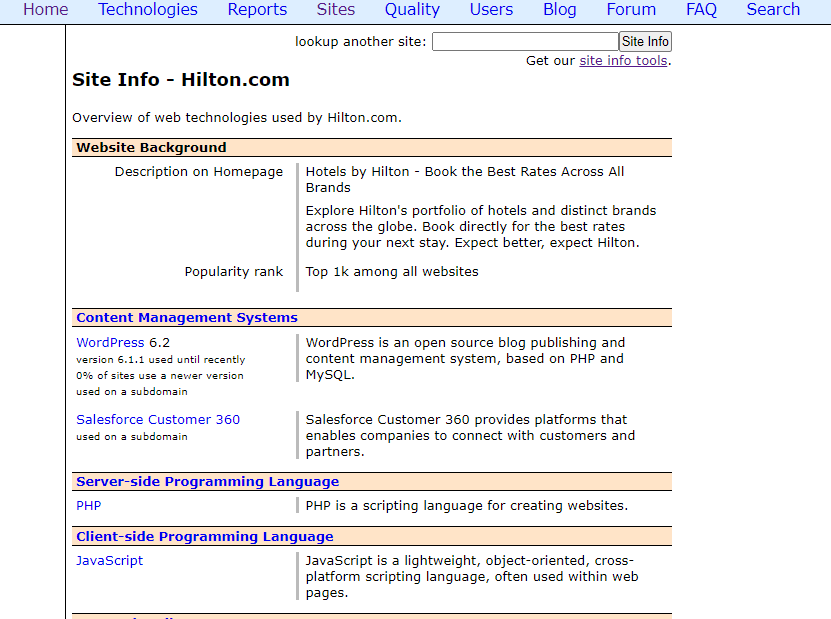 Home Technologies Reports Sites Quality Users Blog Forum FAQ Search
lookup another site: Site Info
Get our site info tools.
Site Info - Hilton.com
Overview of web technologies used by Hilton.com.
Website Background
Description on Homepage Hotels by Hilton - Book the Best Rates Across All
Brands
Explore Hilton's portfolio of hotels and distinct brands
across the globe. Book directly for the best rates
during your next stay. Expect better, expect Hilton.
Popularity rank Top 1k among all websites
Content Management Systems
WordPress 6.2 WordPress is an open source blog publishing and
version 6.1.1 used until recently content management system, based on PHP and
0% of sites use a newer version MySQL.
used on a subdomain
Salesforce Customer 360 Salesforce Customer 360 provides platforms that
used on a subdomain enables companies to connect with customers and
partners.
Server-side Programming Language
PHP PHP is a scripting language for creating websites.
Client-side Programming Language
JavaScript JavaScript is a lightweight, object-oriented, cross-
platform scripting language, often used within web
pages.